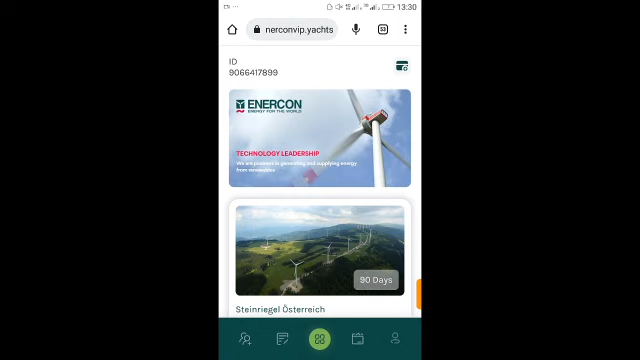 13:30
nerconvip.yachts
53
ID
9066417899
ENERCON
ENERGY FOR THE WORLD
TECHNOLOGY LEADERSHIP
We are pioneers in generating and supplying energy
from renewables
90 Days
Steinriegel Österreich